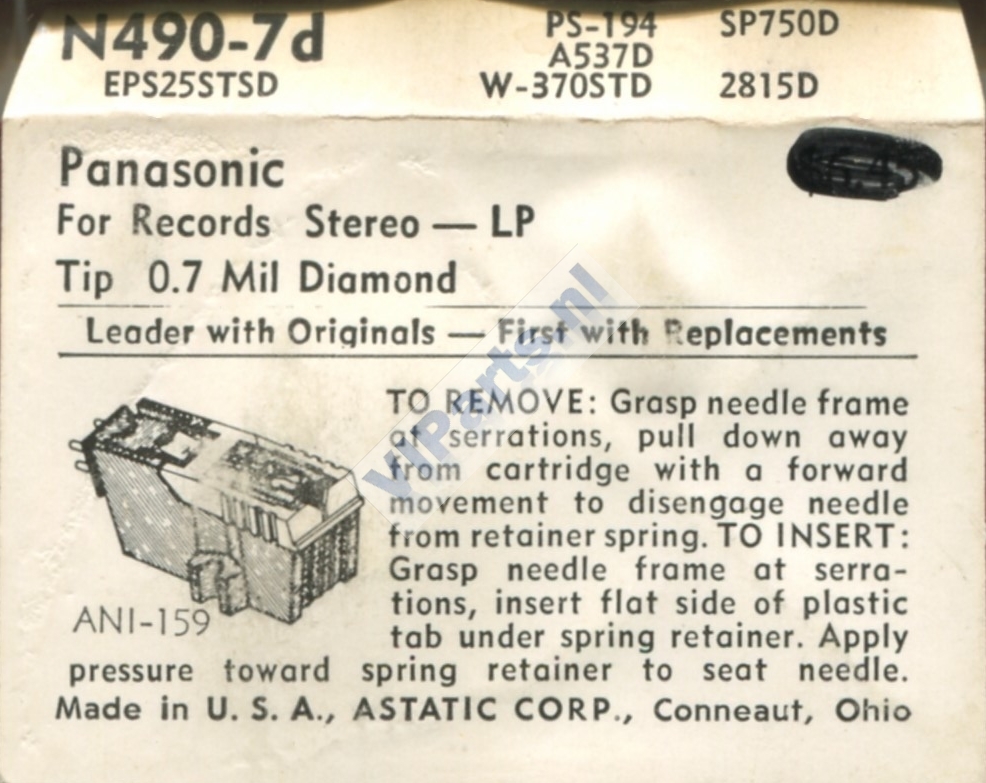 N490-7d PS-194 SP750D
A537D
EPS25STSD W-370STD 2815D
Panasonic
For Records Stereo — LP
Tip 0.7 Mil Diamond
Leader with Originals — First with Replacements
TO REMOVE: Grasp needle frame
at serrations, pull down away
from cartridge with a forward
movement to disengage needle
from retainer spring. TO INSERT:
Grasp needle frame at serra-
tions, insert flat side of plastic
tab under spring retainer. Apply
pressure toward spring retainer to seat needle.
ANI-159
Made in U. S. A., ASTATIC CORP., Conneaut, Ohio
VIParts.nl